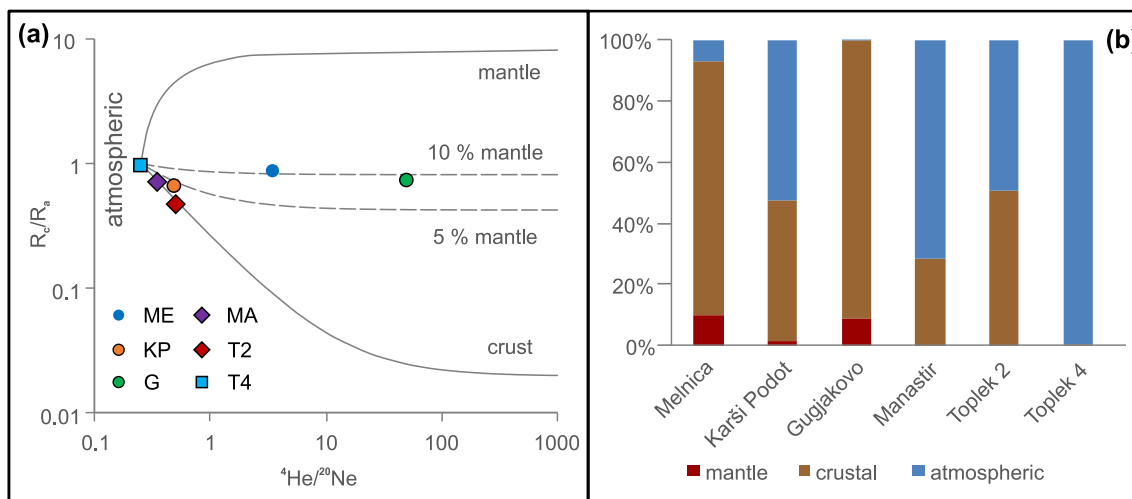 (a)
10
1
0.1
0.01
Rc/Ra
atmospheric
mantle
10 % mantle
5 % mantle
crust
ME
MA
KP
T2
G
T4
0.1
1
10
100
1000
⁴He/²⁰Ne
(b)
100%
80%
60%
40%
20%
0%
Melnica
Karši Podot
Gugjakovo
Manastir
Toplek 2
Toplek 4
mantle
crustal
atmospheric